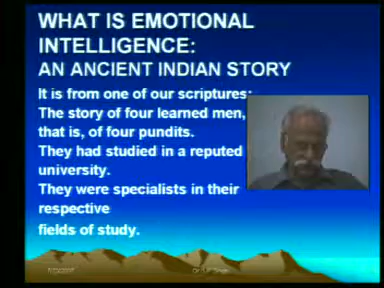 WHAT IS EMOTIONAL
INTELLIGENCE:
AN ANCIENT INDIAN STORY
It is from one of our scriptures:
The story of four learned men,
that is, of four pundits.
They had studied in a reputed
university.
They were specialists in their
respective
fields of study.